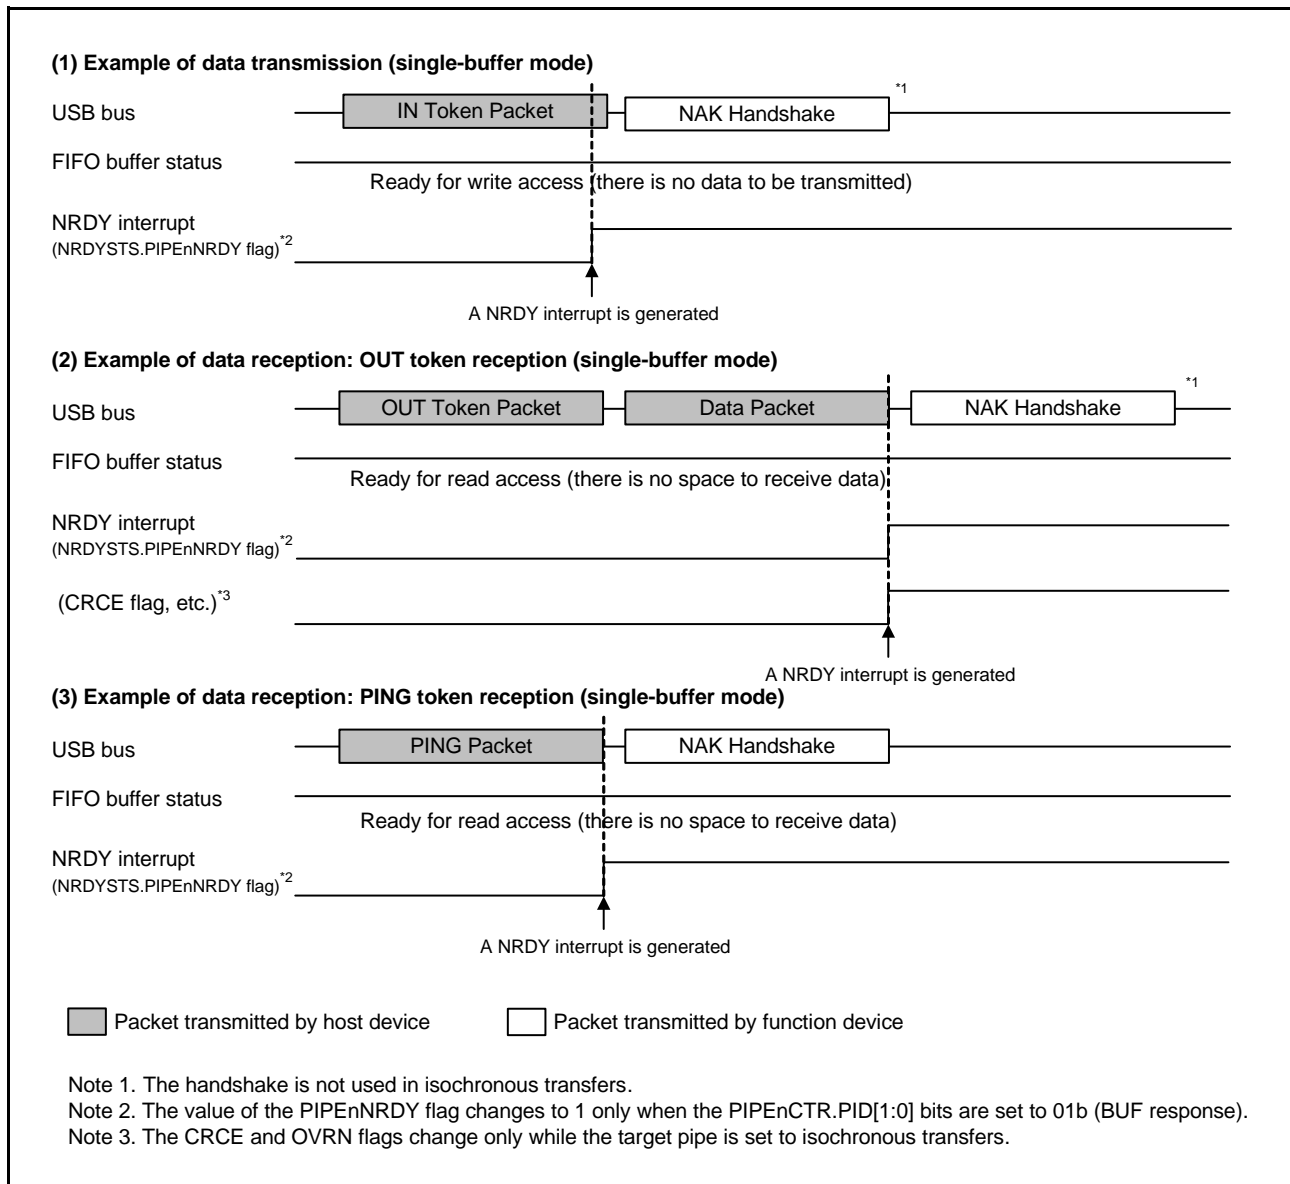 (1) Example of data transmission (single-buffer mode)
USB bus
IN Token Packet
NAK Handshake
*1
FIFO buffer status
Ready for write access (there is no data to be transmitted)
NRDY interrupt
(NRDYSTS.PIPEnNRDY flag)*2
A NRDY interrupt is generated
(2) Example of data reception: OUT token reception (single-buffer mode)
USB bus
OUT Token Packet
Data Packet
NAK Handshake
*1
FIFO buffer status
Ready for read access (there is no space to receive data)
NRDY interrupt
(NRDYSTS.PIPEnNRDY flag)*2
(CRCE flag, etc.)*3
A NRDY interrupt is generated
(3) Example of data reception: PING token reception (single-buffer mode)
USB bus
PING Packet
NAK Handshake
FIFO buffer status
Ready for read access (there is no space to receive data)
NRDY interrupt
(NRDYSTS.PIPEnNRDY flag)*2
A NRDY interrupt is generated
Packet transmitted by host device
Packet transmitted by function device
Note 1. The handshake is not used in isochronous transfers.
Note 2. The value of the PIPEnNRDY flag changes to 1 only when the PIPEnCTR.PID[1:0] bits are set to 01b (BUF response).
Note 3. The CRCE and OVRN flags change only while the target pipe is set to isochronous transfers.